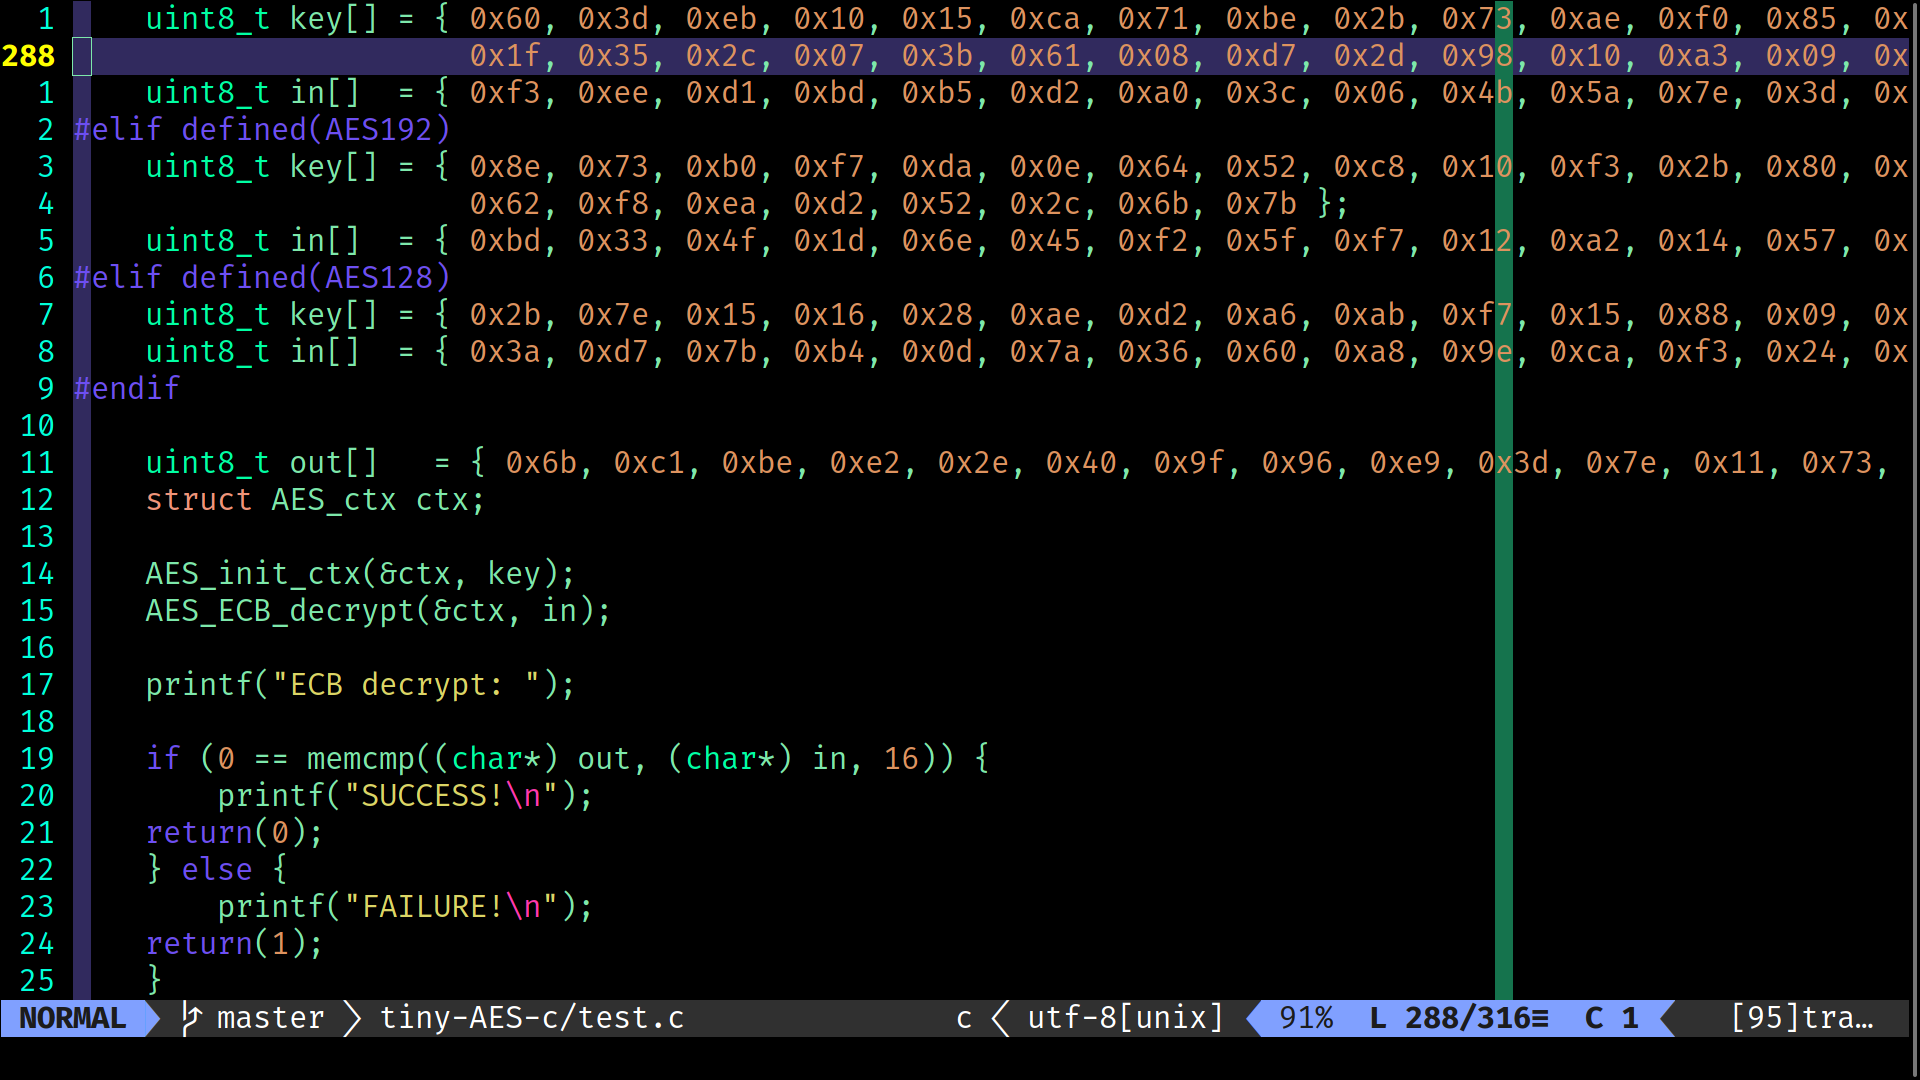 1 uint8_t key[] = { 0x60, 0x3d, 0xeb, 0x10, 0x15, 0xca, 0x71, 0xbe, 0x2b, 0x73, 0xae, 0xf0, 0x85, 0x
288 0x1f, 0x35, 0x2c, 0x07, 0x3b, 0x61, 0x08, 0xd7, 0x2d, 0x98, 0x10, 0xa3, 0x09, 0x
1 uint8_t in[]  = { 0xf3, 0xee, 0xd1, 0xbd, 0xb5, 0xd2, 0xa0, 0x3c, 0x06, 0x4b, 0x5a, 0x7e, 0x3d, 0x
2 #elif defined(AES192)
3 uint8_t key[] = { 0x8e, 0x73, 0xb0, 0xf7, 0xda, 0x0e, 0x64, 0x52, 0xc8, 0x10, 0xf3, 0x2b, 0x80, 0x
4 0x62, 0xf8, 0xea, 0xd2, 0x52, 0x2c, 0x6b, 0x7b };
5 uint8_t in[]  = { 0xbd, 0x33, 0x4f, 0x1d, 0x6e, 0x45, 0xf2, 0x5f, 0xf7, 0x12, 0xa2, 0x14, 0x57, 0x
6 #elif defined(AES128)
7 uint8_t key[] = { 0x2b, 0x7e, 0x15, 0x16, 0x28, 0xae, 0xd2, 0xa6, 0xab, 0xf7, 0x15, 0x88, 0x09, 0x
8 uint8_t in[]  = { 0x3a, 0xd7, 0x7b, 0xb4, 0x0d, 0x7a, 0x36, 0x60, 0xa8, 0x9e, 0xca, 0xf3, 0x24, 0x
9 #endif
10
11 uint8_t out[]   = { 0x6b, 0xc1, 0xbe, 0xe2, 0x2e, 0x40, 0x9f, 0x96, 0xe9, 0x3d, 0x7e, 0x11, 0x73,
12 struct AES_ctx ctx;
13
14 AES_init_ctx(&ctx, key);
15 AES_ECB_decrypt(&ctx, in);
16
17 printf("ECB decrypt: ");
18
19 if (0 == memcmp((char*) out, (char*) in, 16)) {
20 printf("SUCCESS!\n");
21 return(0);
22 } else {
23 printf("FAILURE!\n");
24 return(1);
25 }
NORMAL master tiny-AES-c/test.c c utf-8[unix] 91% L 288/316≡ C 1 [95]tra…